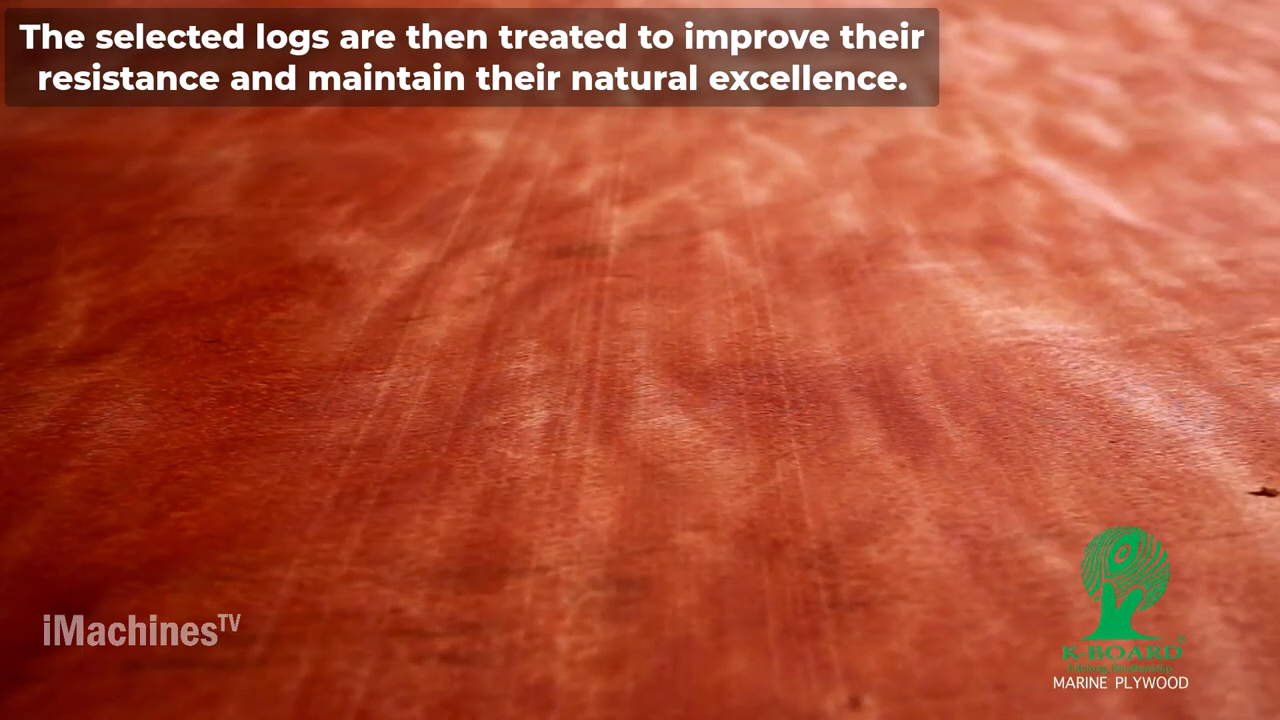 The selected logs are then treated to improve their
resistance and maintain their natural excellence.
iMachinesTV
K-BOARD
MARINE PLYWOOD